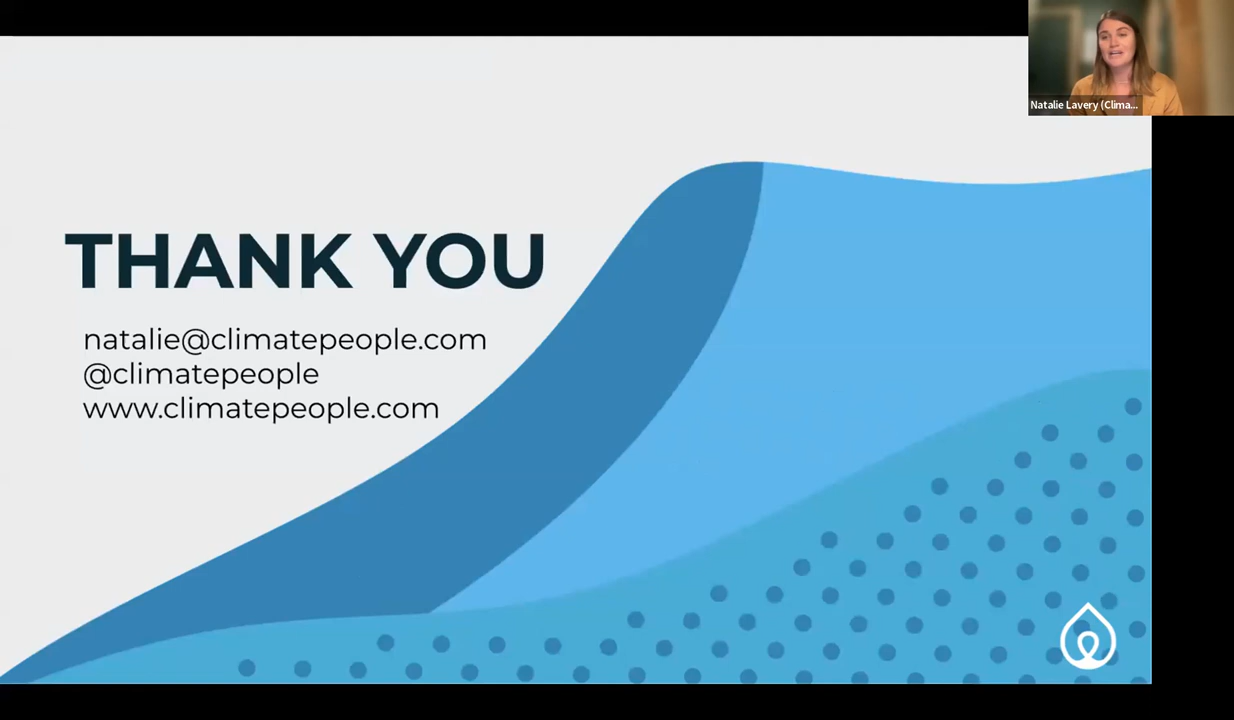 Natalie Lavery (Clima...
THANK YOU
natalie@climatepeople.com
@climatepeople
www.climatepeople.com